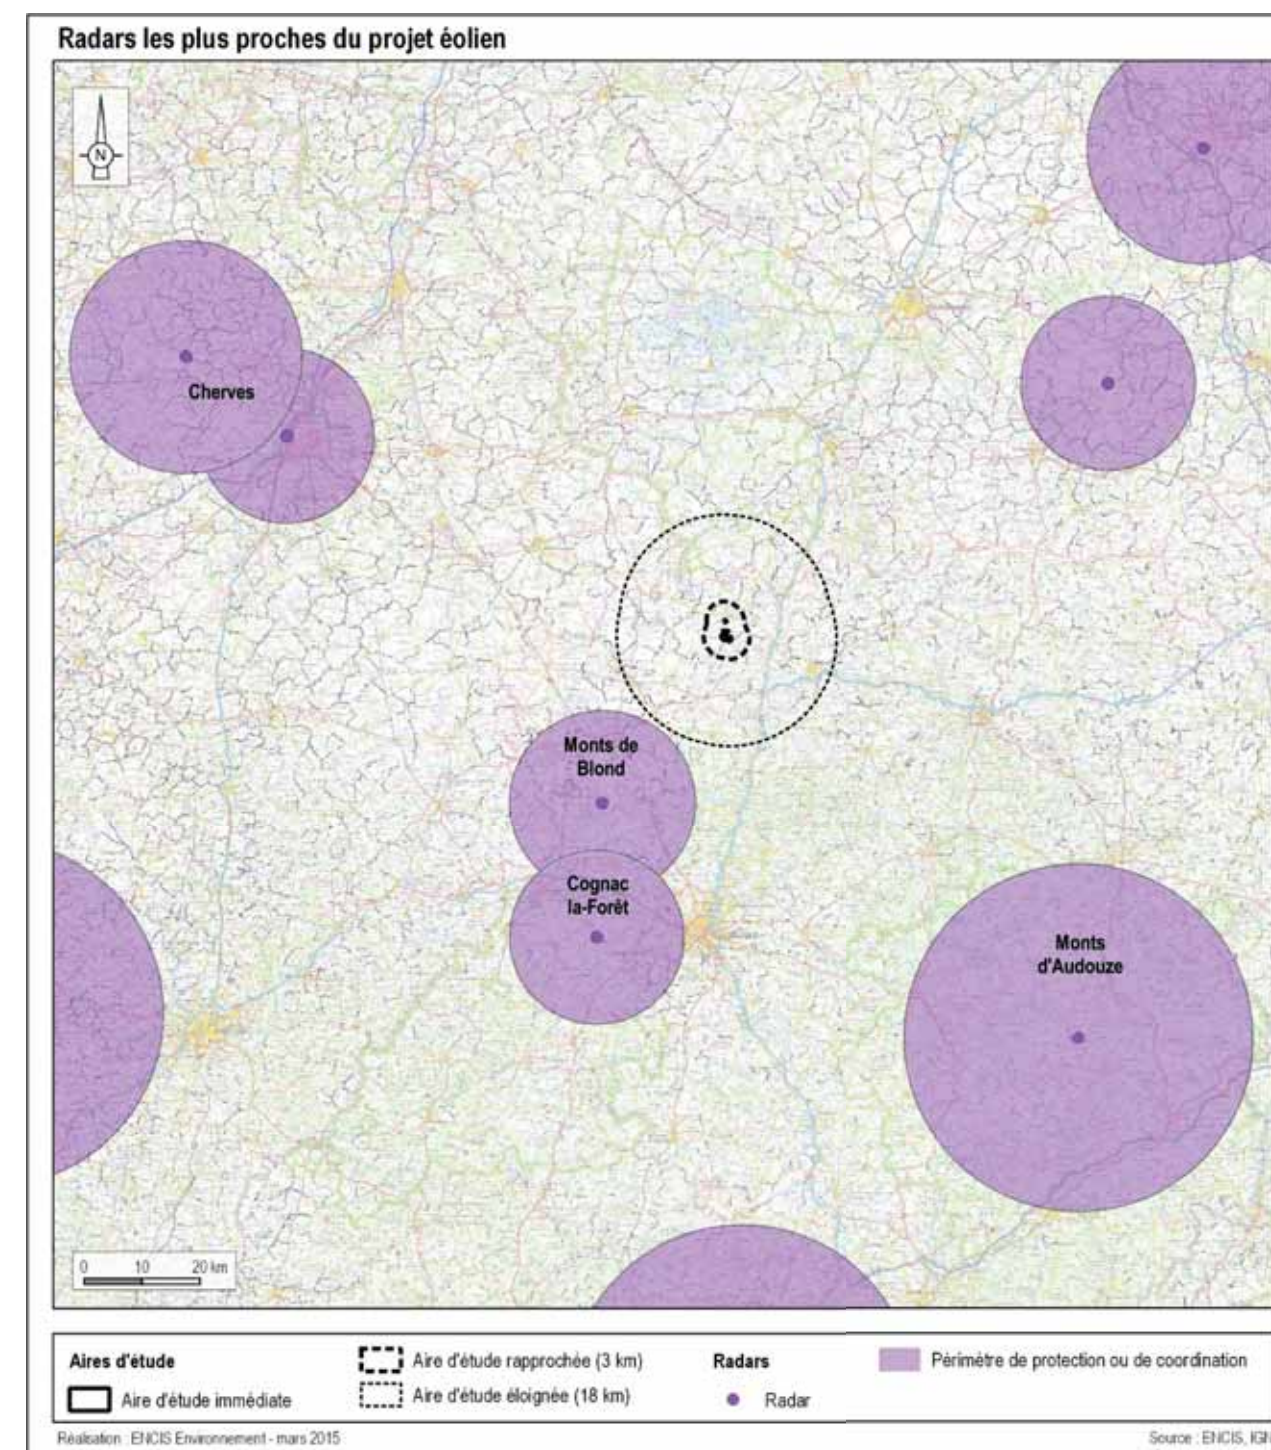 Radars les plus proches du projet éolien
N
Cherves
Monts de
Blond
Cognac
la-Forêt
Monts
d'Audouze
0 10 20 km
Aires d'étude
Aire d'étude immédiate
Aire d'étude rapprochée (3 km)
Aire d'étude éloignée (18 km)
Radars
Radar
Périmètre de protection ou de coordination
Réalisation : ENCIS Environnement - mars 2015
Source : ENCIS, IGN